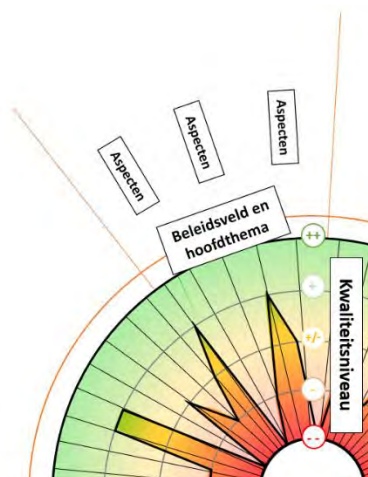 Aspecten
Aspecten
Aspecten
Beleidsveld en
hoofdthema
++
+
+/-
-
--
Kwaliteitsniveau